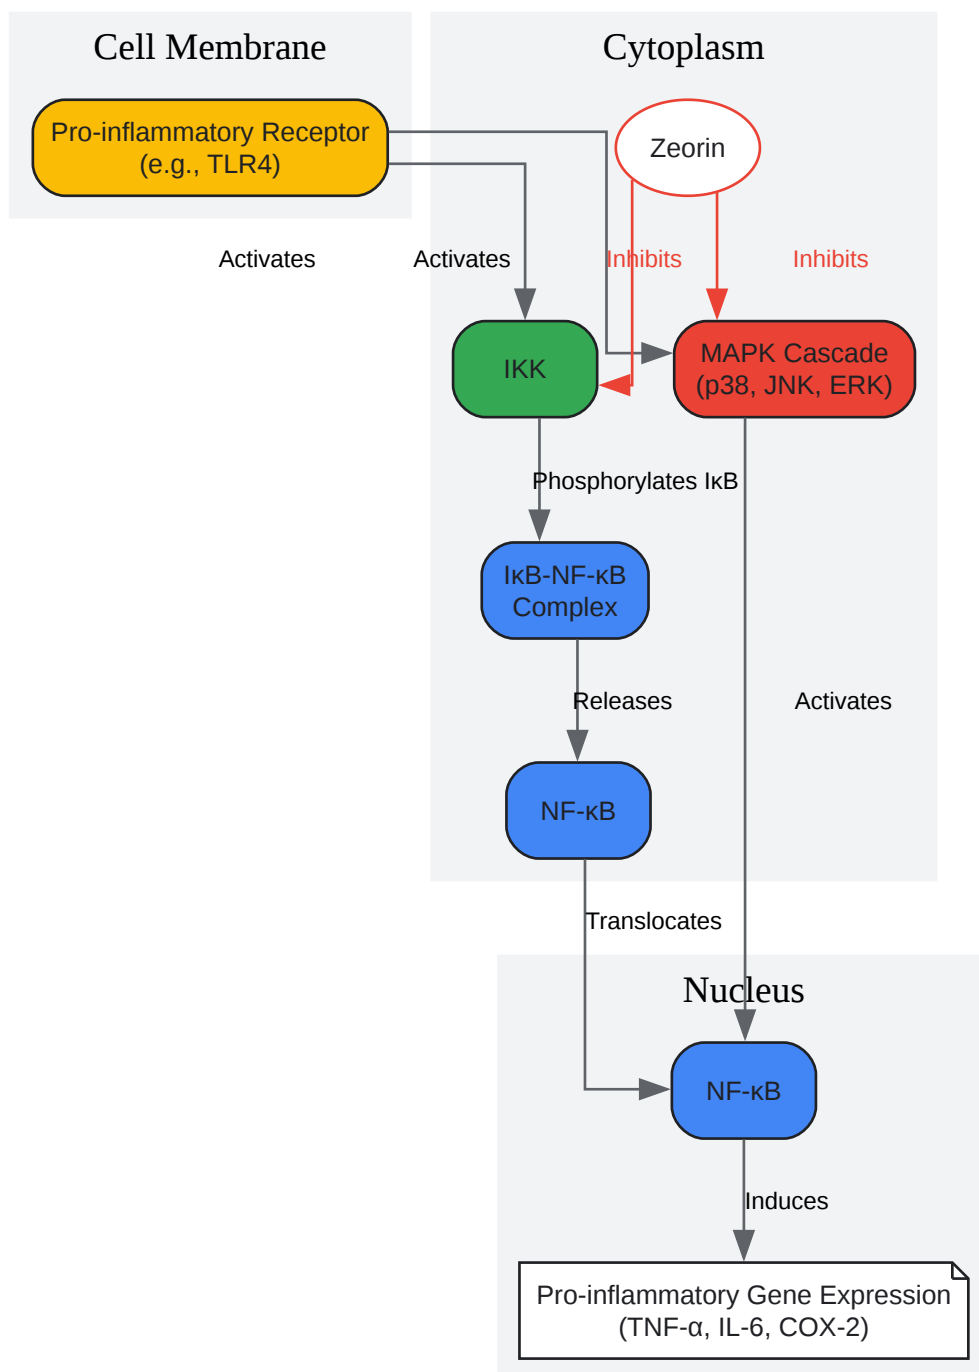 Cell Membrane
Cytoplasm
Pro-inflammatory Receptor
(e.g., TLR4)
Zeorin
Activates
Activates
Inhibits
Inhibits
IKK
MAPK Cascade
(p38, JNK, ERK)
Phosphorylates IκB
IκB-NF-κB
Complex
Releases
Activates
NF-κB
Translocates
Nucleus
NF-κB
Induces
Pro-inflammatory Gene Expression
(TNF-α, IL-6, COX-2)